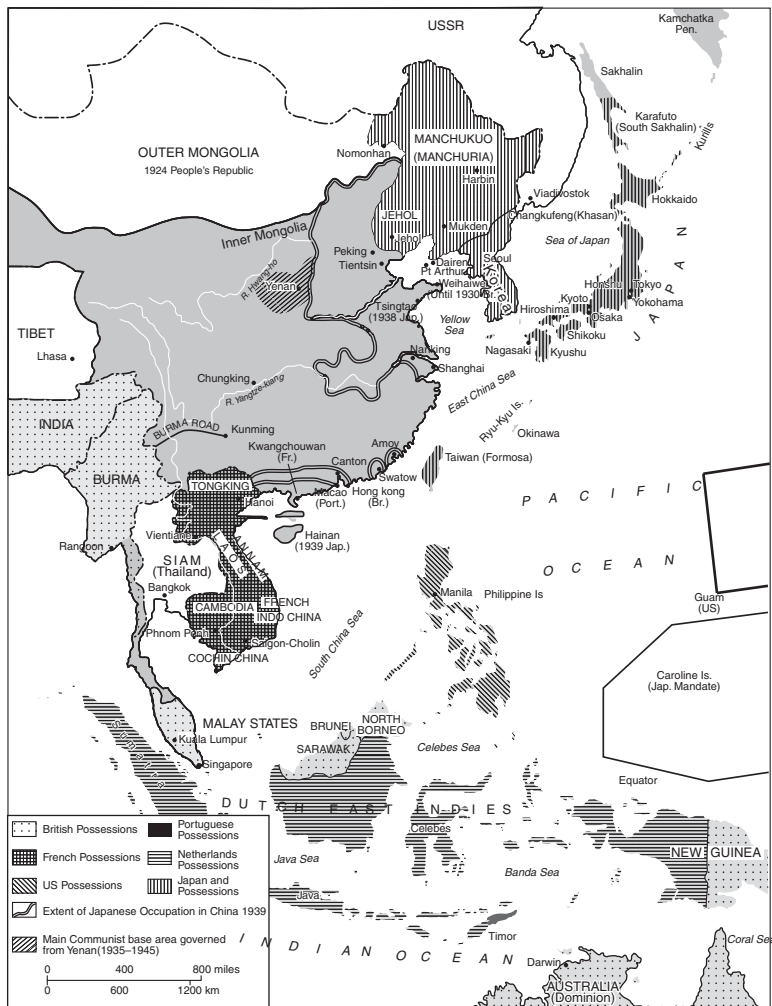 USSR
Kamchatka
Pen.
Sakhalin
Karafuto
(South Sakhalin)
Kurills
OUTER MONGOLIA
1924 People's Republic
Nomonhan
MANCHUKUO
(MANCHURIA)
Harbin
Viadivostok
Hokkaido
Changkufeng(Khasan)
JEHOL
Jehol
Mukden
Inner Mongolia
Sea of Japan
Peking
Tientsin
Dairen
Pt Arthur
Seoul
Korea
Weihaiwei
(Until 1930 Br.)
R. Hwang-ho
Yenan
Tsingtao
(1938 Jap.)
Yellow
Sea
Honshu
Tokyo
Yokohama
Kyoto
Osaka
Hiroshima
Shikoku
Nagasaki
Kyushu
JAPAN
TIBET
Lhasa
Nanking
Shanghai
Chungking
R. Yangtze-kiang
East China Sea
Ryu-Kyu Is.
Okinawa
INDIA
BURMA ROAD
Kunming
Kwangchouwan
(Fr.)
Canton
Amoy
Swatow
Taiwan (Formosa)
BURMA
TONGKING
Hanoi
Macao
(Port.)
Hong kong
(Br.)
PACIFIC
OCEAN
Hainan
(1939 Jap.)
Vientiane
Rangoon
SIAM
(Thailand)
LAOS
ANNAM
Bangkok
CAMBODIA
FRENCH
INDO CHINA
Phnom Penh
Saigon-Cholin
COCHIN CHINA
South China Sea
Manila
Philippine Is
Guam
(US)
Caroline Is.
(Jap. Mandate)
MALAY STATES
Kuala Lumpur
Singapore
Sumatra
BRUNEI
NORTH
BORNEO
SARAWAK
Celebes Sea
Equator
DUTCH EAST INDIES
Celebes
Java Sea
Java
Banda Sea
NEW GUINEA
Timor
INDIAN OCEAN
Darwin
AUSTRALIA
(Dominion)
Coral Sea
British Possessions
Portuguese
Possessions
French Possessions
Netherlands
Possessions
US Possessions
Japan and
Possessions
Extent of Japanese Occupation in China 1939
Main Communist base area governed
from Yenan(1935–1945)
0 400 800 miles
0 600 1200 km